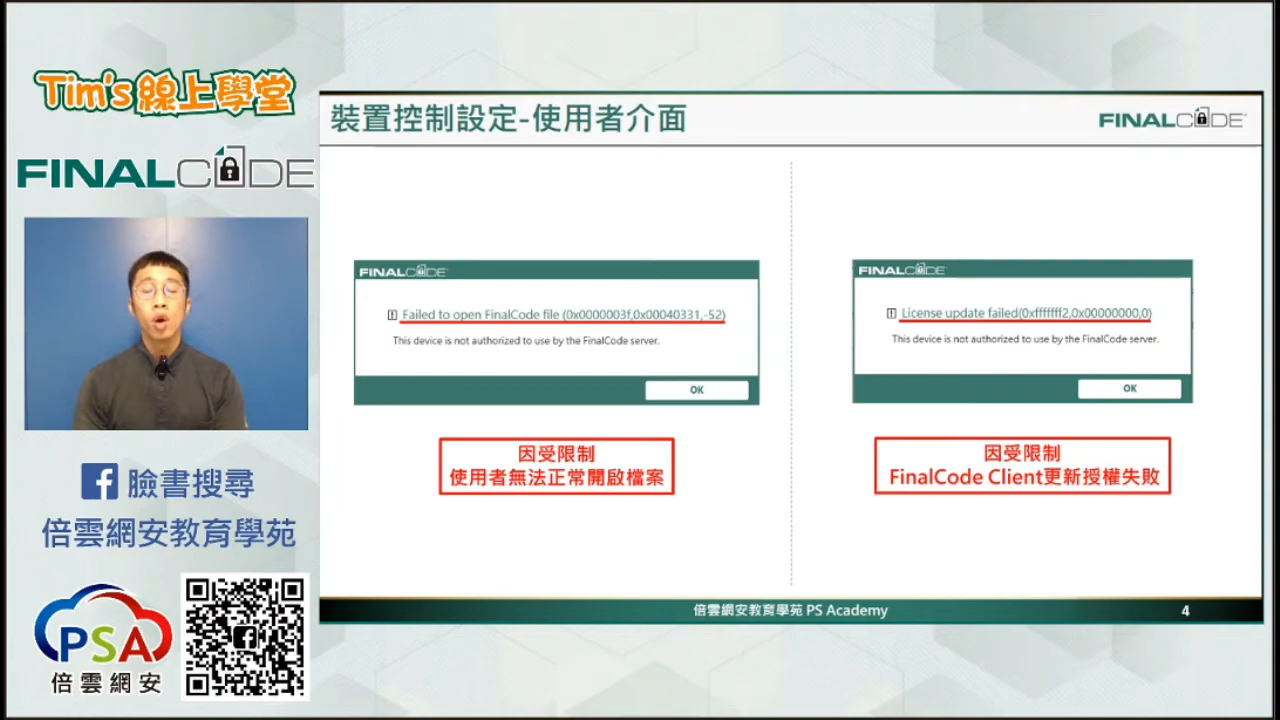 Tim's線上學堂
FINALCODE
臉書搜尋
倍雲網安教育學苑
PSA
倍雲網安
裝置控制設定-使用者介面
FINALCODE
FINALCODE
Failed to open FinalCode file (0x0000003f,0x00040331,-52)
This device is not authorized to use by the FinalCode server.
OK
因受限制
使用者無法正常開啟檔案
FINALCODE
License update failed(0xfffffff2,0x00000000,0)
This device is not authorized to use by the FinalCode server.
OK
因受限制
FinalCode Client更新授權失敗
倍雲網安教育學苑 PS Academy
4